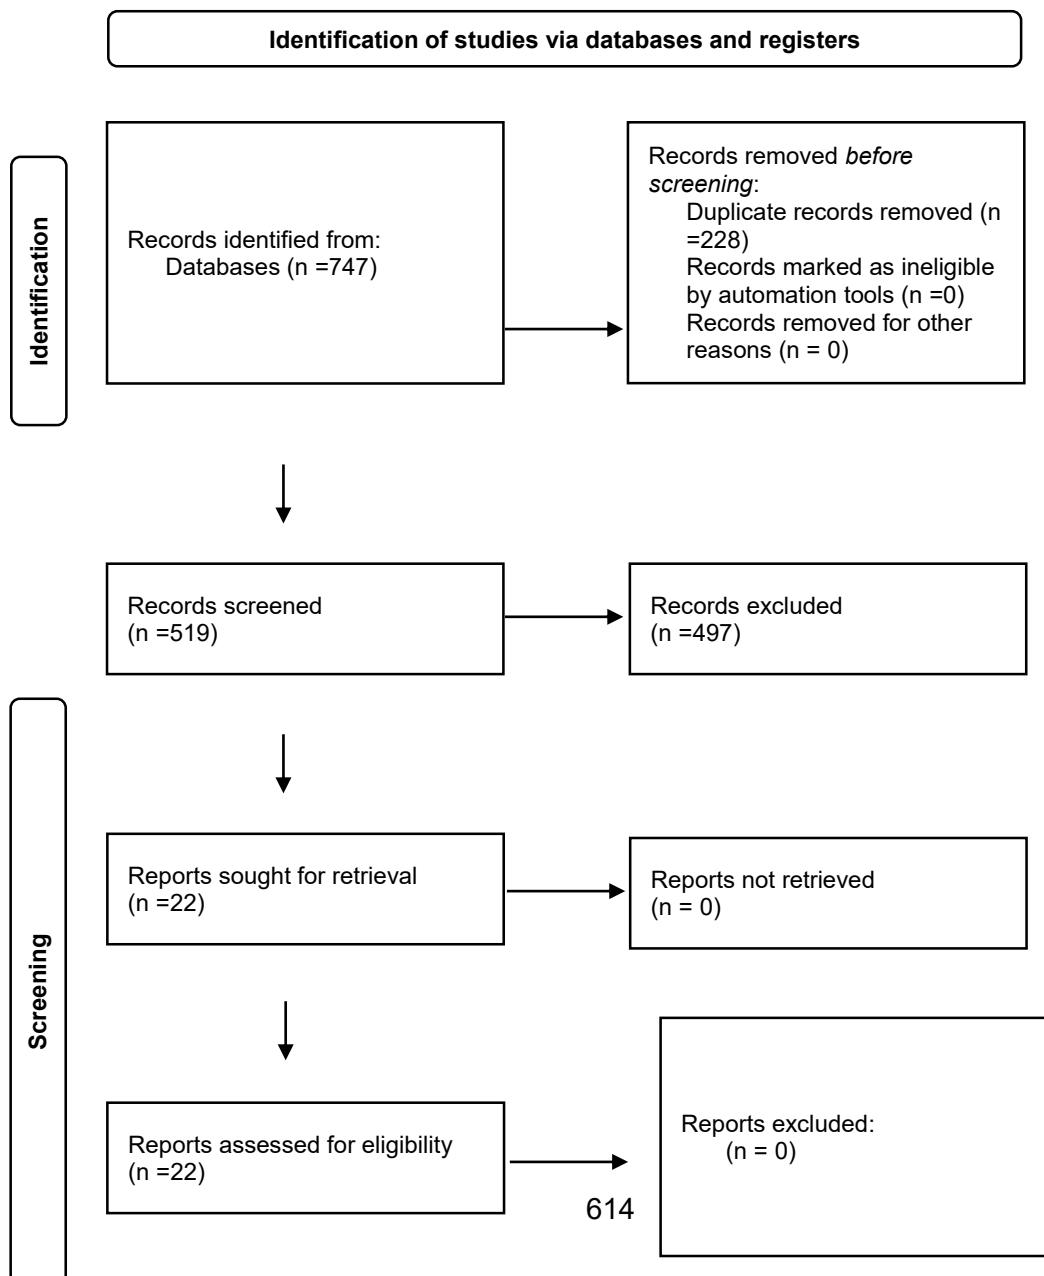 Identification of studies via databases and registers
Identification
Records identified from:
Databases (n =747)
Records removed before
screening:
Duplicate records removed (n
=228)
Records marked as ineligible
by automation tools (n =0)
Records removed for other
reasons (n = 0)
Records screened
(n =519)
Records excluded
(n =497)
Screening
Reports sought for retrieval
(n =22)
Reports not retrieved
(n = 0)
Reports assessed for eligibility
(n =22)
Reports excluded:
(n = 0)
614